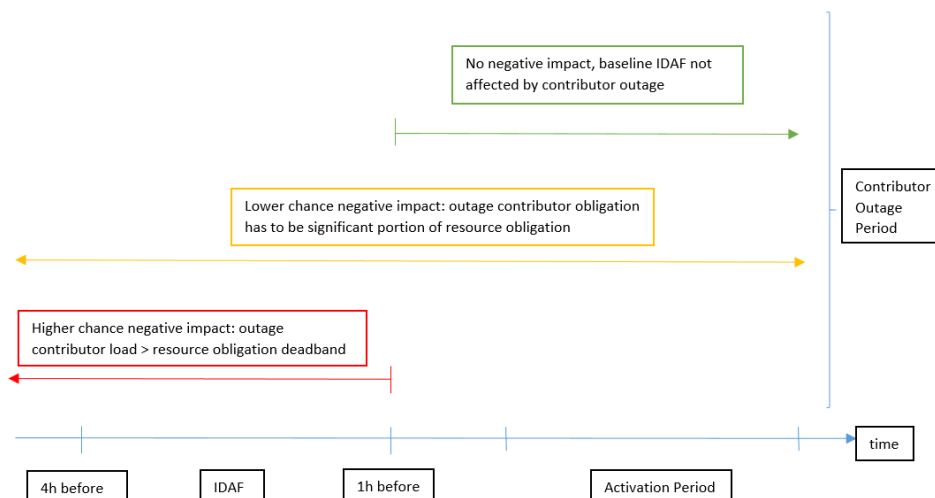 No negative impact, baseline IDAF not
affected by contributor outage
Contributor
Outage
Period
Lower chance negative impact: outage contributor obligation
has to be significant portion of resource obligation
Higher chance negative impact: outage
contributor load > resource obligation deadband
time
4h before
IDAF
1h before
Activation Period